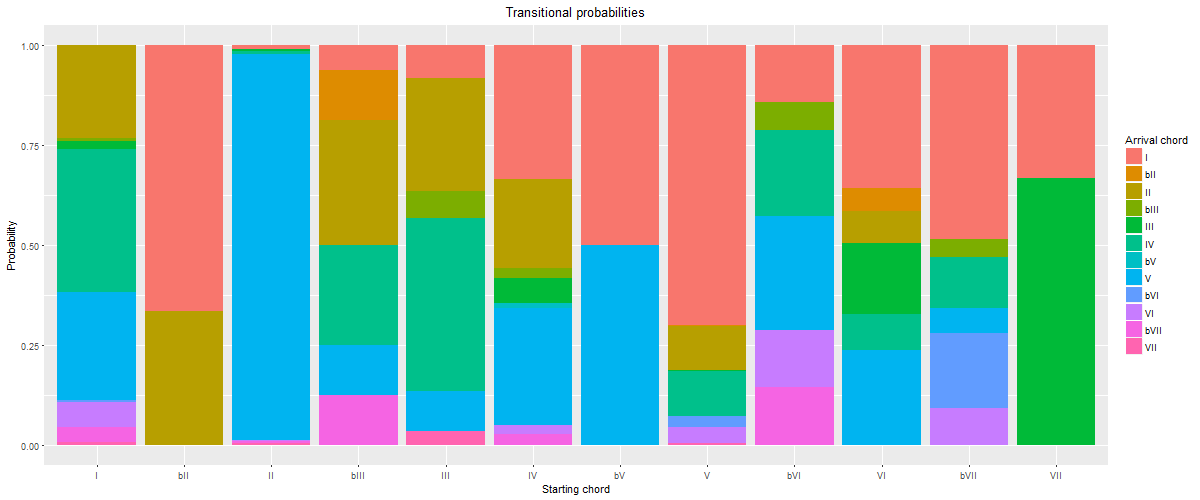 Transitional probabilities
1.00
0.75
0.50
0.25
0.00
Probability
I bII II bIII III IV bV V bVI VI bVII VII
Starting chord
Arrival chord
I
bII
II
bIII
III
IV
bV
V
bVI
VI
bVII
VII